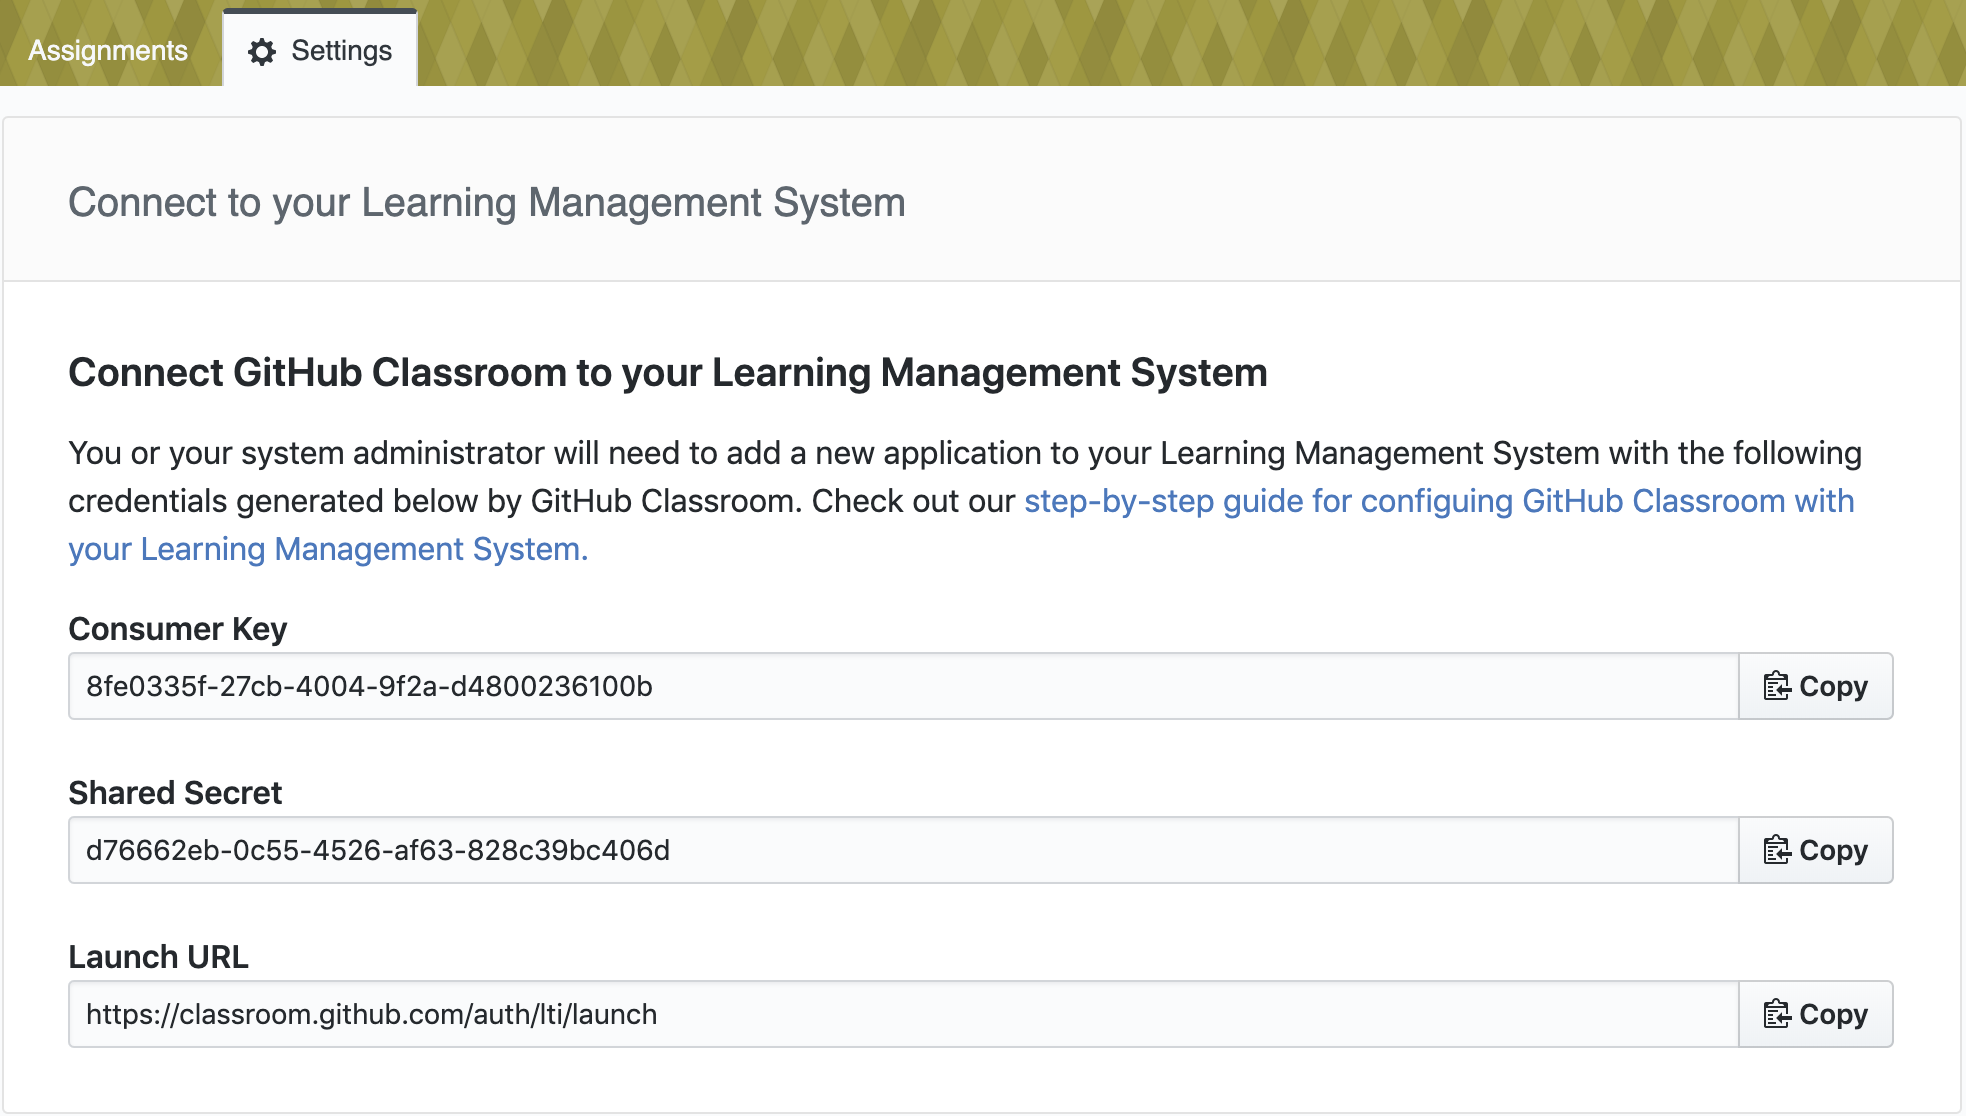 Assignments
Settings
Connect to your Learning Management System
Connect GitHub Classroom to your Learning Management System
You or your system administrator will need to add a new application to your Learning Management System with the following
credentials generated below by GitHub Classroom. Check out our step-by-step guide for configuing GitHub Classroom with
your Learning Management System.
Consumer Key
8fe0335f-27cb-4004-9f2a-d4800236100b
Copy
Shared Secret
d76662eb-0c55-4526-af63-828c39bc406d
Copy
Launch URL
https://classroom.github.com/auth/lti/launch
Copy